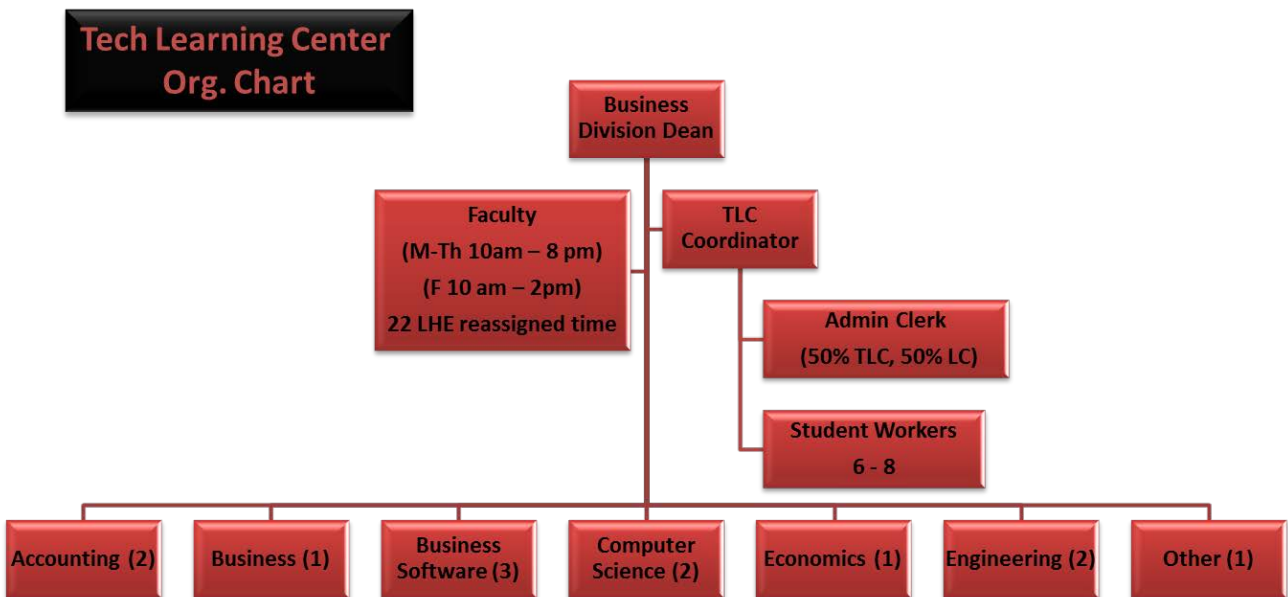 Tech Learning Center
Org. Chart
Business
Division Dean
Faculty
(M-Th 10am – 8 pm)
(F 10 am – 2pm)
22 LHE reassigned time
TLC
Coordinator
Admin Clerk
(50% TLC, 50% LC)
Student Workers
6 - 8
Accounting (2)
Business (1)
Business
Software (3)
Computer
Science (2)
Economics (1)
Engineering (2)
Other (1)